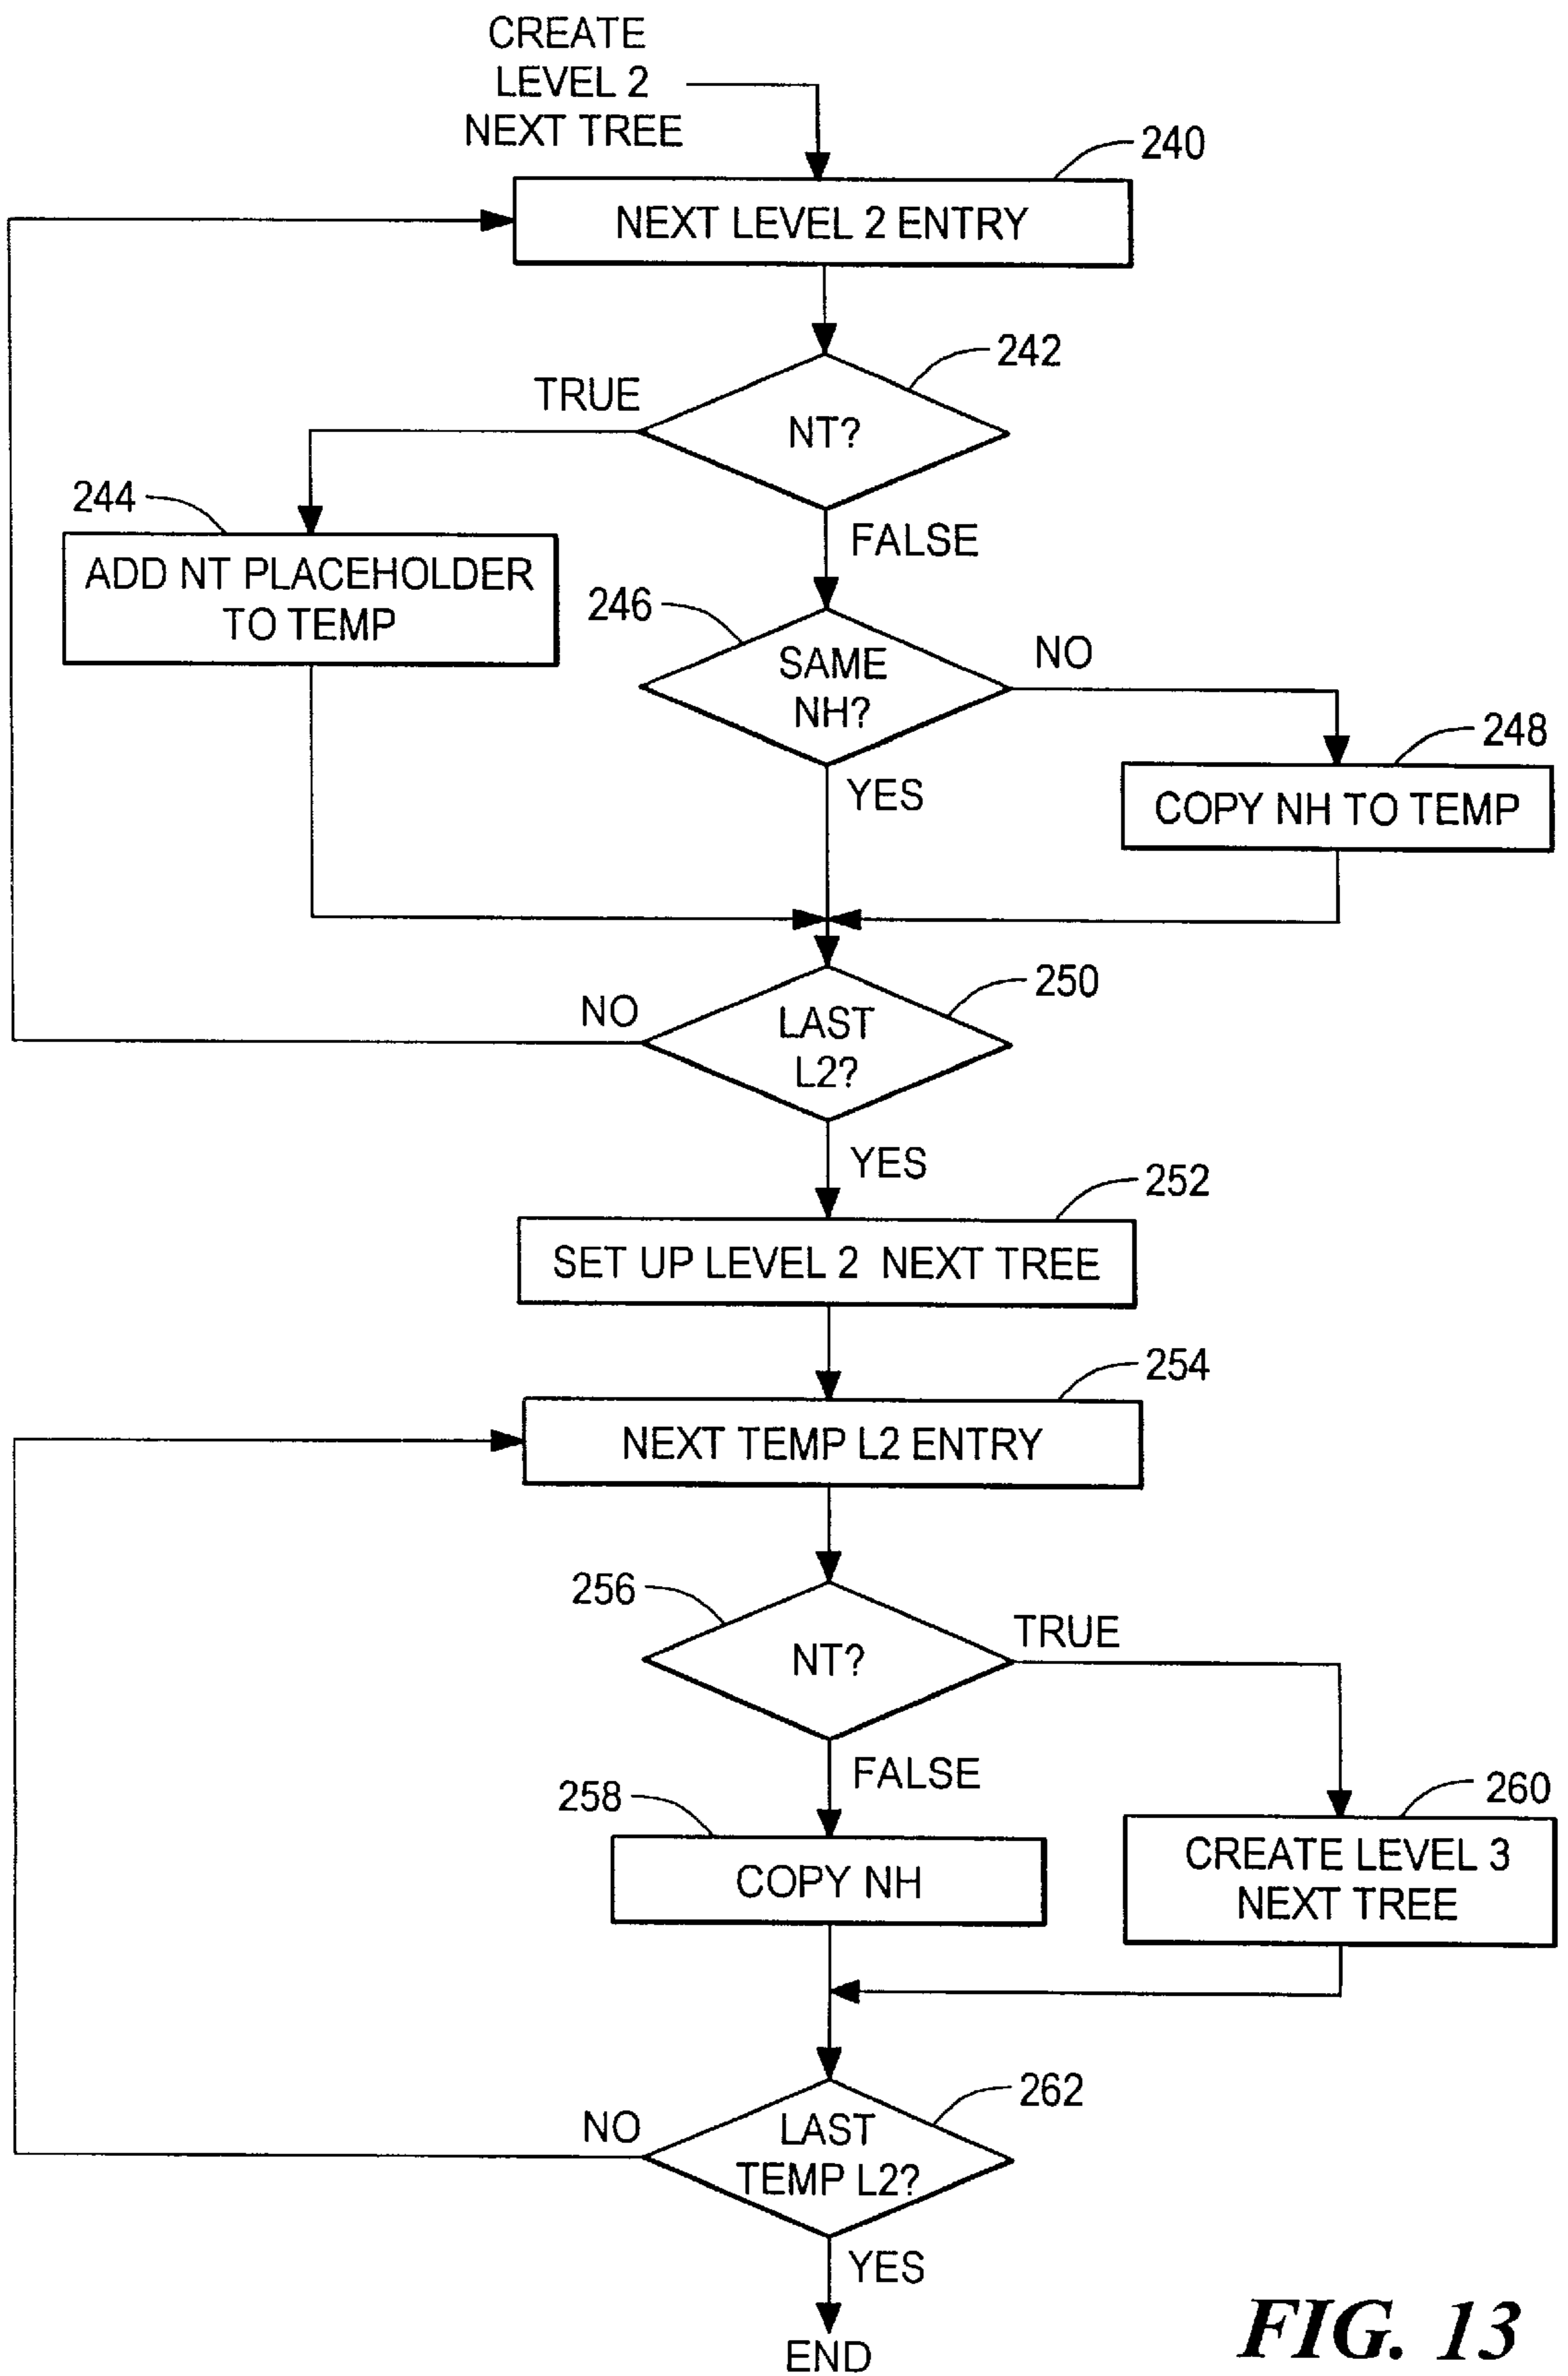 CREATE
LEVEL 2
NEXT TREE
240
NEXT LEVEL 2 ENTRY
242
TRUE
NT?
244
FALSE
ADD NT PLACEHOLDER
TO TEMP
246
SAME
NH?
NO
248
YES
COPY NH TO TEMP
250
NO
LAST
L2?
YES
252
SET UP LEVEL 2 NEXT TREE
254
NEXT TEMP L2 ENTRY
256
NT?
TRUE
FALSE
258
260
COPY NH
CREATE LEVEL 3
NEXT TREE
262
NO
LAST
TEMP L2?
YES
END
FIG. 13